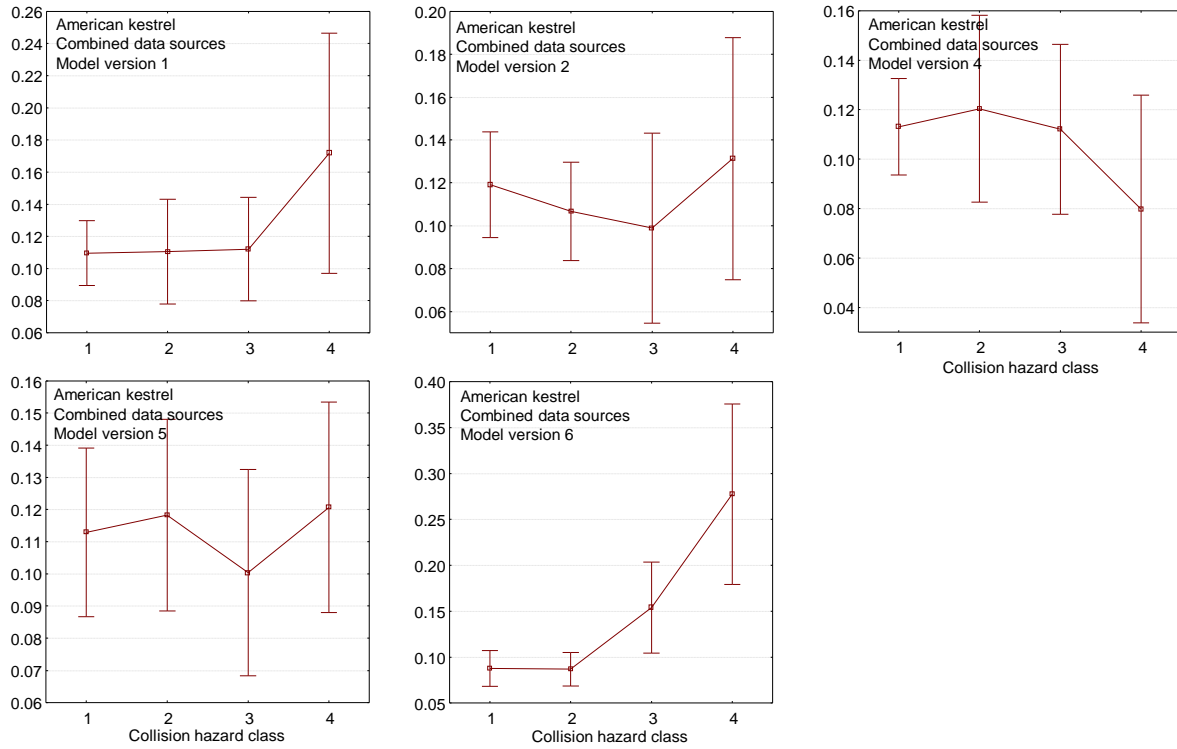 American kestrel
Combined data sources
Model version 1
0.26
0.24
0.22
0.20
0.18
0.16
0.14
0.12
0.10
0.08
0.06
1 2 3 4
American kestrel
Combined data sources
Model version 2
0.20
0.18
0.16
0.14
0.12
0.10
0.08
0.06
1 2 3 4
American kestrel
Combined data sources
Model version 4
0.16
0.14
0.12
0.10
0.08
0.06
0.04
1 2 3 4
Collision hazard class
American kestrel
Combined data sources
Model version 5
0.16
0.15
0.14
0.13
0.12
0.11
0.10
0.09
0.08
0.07
0.06
1 2 3 4
Collision hazard class
American kestrel
Combined data sources
Model version 6
0.40
0.35
0.30
0.25
0.20
0.15
0.10
0.05
1 2 3 4
Collision hazard class